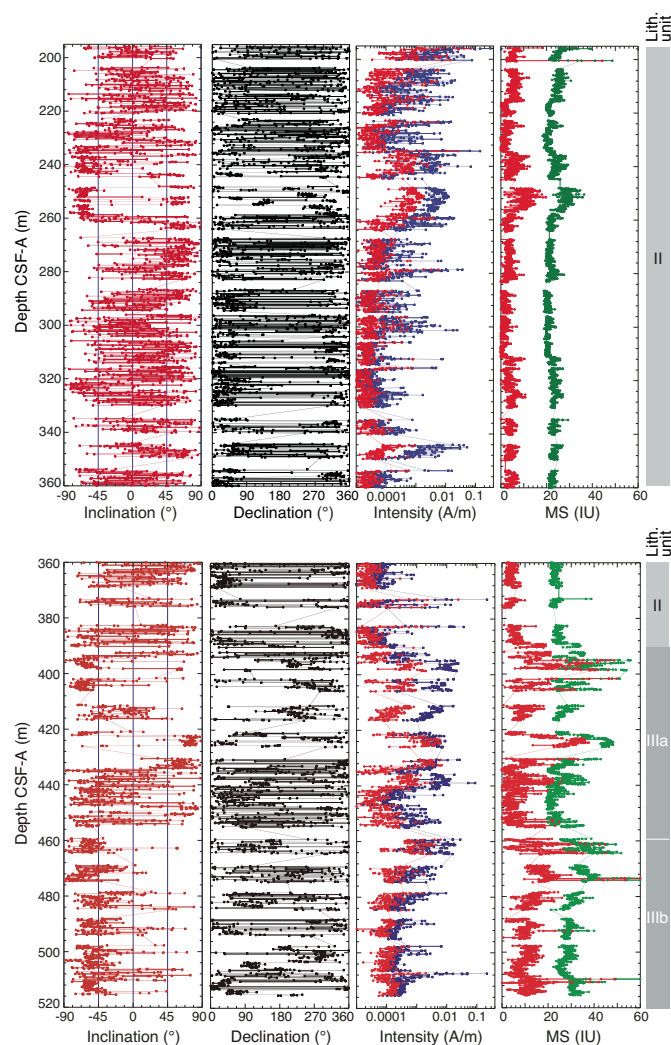 Lith.
unit
200
220
240
260
280
300
320
340
360
Depth CSF-A (m)
-90 -45 0 45 90
Inclination (°)
0 90 180 270 360
Declination (°)
0.0001 0.01 0.1
Intensity (A/m)
0 20 40 60
MS (IU)
II
Lith.
unit
360
380
400
420
440
460
480
500
520
Depth CSF-A (m)
-90 -45 0 45 90
Inclination (°)
0 90 180 270 360
Declination (°)
0.0001 0.01 0.1
Intensity (A/m)
0 20 40 60
MS (IU)
II
IIIa
IIIb